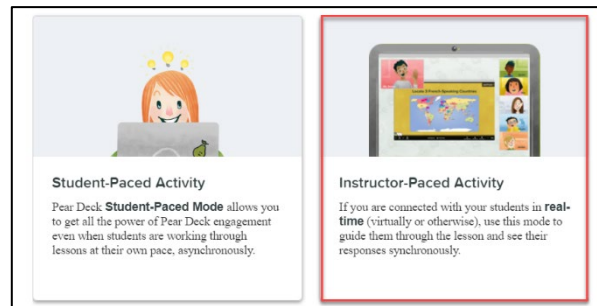 Student-Paced Activity
Pear Deck Student-Paced Mode allows you
to get all the power of Pear Deck engagement
even when students are working through
lessons at their own pace, asynchronously.
Instructor-Paced Activity
If you are connected with your students in real-
time (virtually or otherwise), use this mode to
guide them through the lesson and see their
responses synchronously.